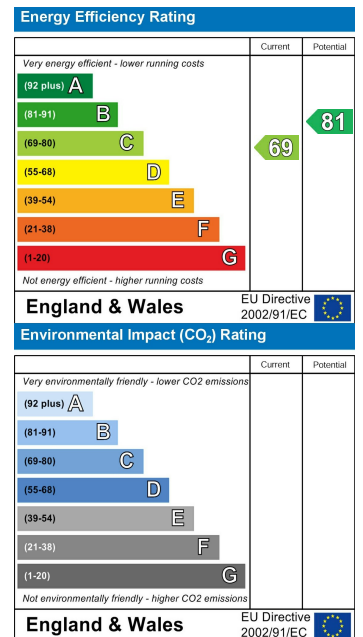 Energy Efficiency Rating
Current Potential
Very energy efficient - lower running costs
(92 plus) A
(81-91) B
(69-80) C
(55-68) D
(39-54) E
(21-38) F
(1-20) G
69
81
Not energy efficient - higher running costs
England & Wales
EU Directive
2002/91/EC
Environmental Impact (CO₂) Rating
Current Potential
Very environmentally friendly - lower CO2 emissions
(92 plus) A
(81-91) B
(69-80) C
(55-68) D
(39-54) E
(21-38) F
(1-20) G
Not environmentally friendly - higher CO2 emissions
England & Wales
EU Directive
2002/91/EC